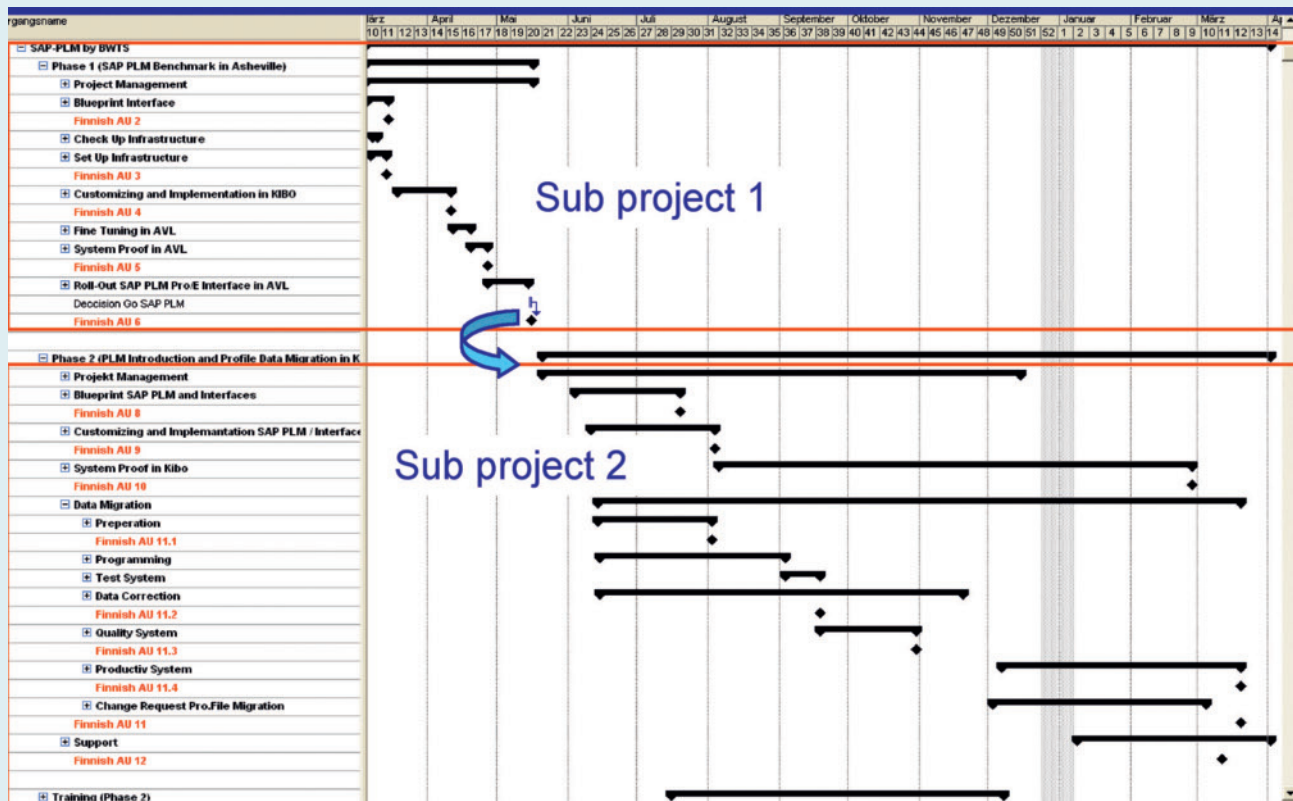 rgangsname
ärz April Mai Juni Juli August September Oktober November Dezember Januar Februar März Ap
10 11 12 13 14 15 16 17 18 19 20 21 22 23 24 25 26 27 28 29 30 31 32 33 34 35 36 37 38 39 40 41 42 43 44 45 46 47 48 49 50 51 52 1 2 3 4 5 6 7 8 9 10 11 12 13 14
SAP-PLM by BWTS
Phase 1 (SAP PLM Benchmark in Asheville)
Project Management
Blueprint Interface
Finnish AU 2
Check Up Infrastructure
Set Up Infrastructure
Finnish AU 3
Customizing and Implementation in KIBO
Sub project 1
Finnish AU 4
Fine Tuning in AVL
System Proof in AVL
Finnish AU 5
Roll-Out SAP PLM Pro/E Interface in AVL
Deccision Go SAP PLM
Finnish AU 6
Phase 2 (PLM Introduction and Profile Data Migration in K
Projekt Management
Blueprint SAP PLM and Interfaces
Finnish AU 8
Customizing and Implemantation SAP PLM / Interface
Finnish AU 9
Sub project 2
System Proof in Kibo
Finnish AU 10
Data Migration
Preperation
Finnish AU 11.1
Programming
Test System
Data Correction
Finnish AU 11.2
Quality System
Finnish AU 11.3
Productiv System
Finnish AU 11.4
Change Request Pro.File Migration
Finnish AU 11
Support
Finnish AU 12
Training (Phase 2)